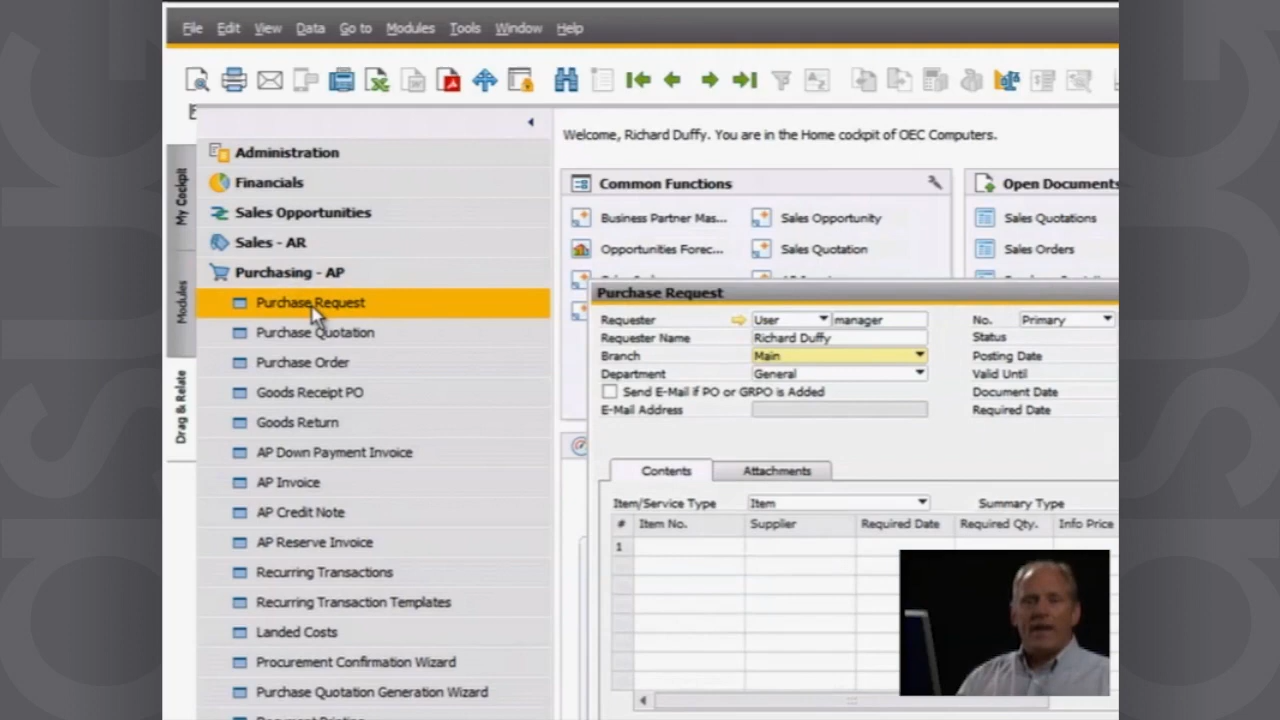 File Edit View Data Go to Modules Tools Window Help
Welcome, Richard Duffy. You are in the Home cockpit of OEC Computers.
My Cockpit
Modules
Drag & Relate
Administration
Financials
Sales Opportunities
Sales - AR
Purchasing - AP
Purchase Request
Purchase Quotation
Purchase Order
Goods Receipt PO
Goods Return
AP Down Payment Invoice
AP Invoice
AP Credit Note
AP Reserve Invoice
Recurring Transactions
Recurring Transaction Templates
Landed Costs
Procurement Confirmation Wizard
Purchase Quotation Generation Wizard
Common Functions
Business Partner Mas... Sales Opportunity
Opportunities Forec... Sales Quotation
Open Documents
Sales Quotations
Sales Orders
Purchase Request
Requester User manager No. Primary
Requester Name Richard Duffy Status
Branch Main Posting Date
Department General Valid Until
Send E-Mail if PO or GRPO is Added Document Date
E-Mail Address Required Date
Contents Attachments
Item/Service Type Item Summary Type
# Item No. Supplier Required Date Required Qty. Info Price
1